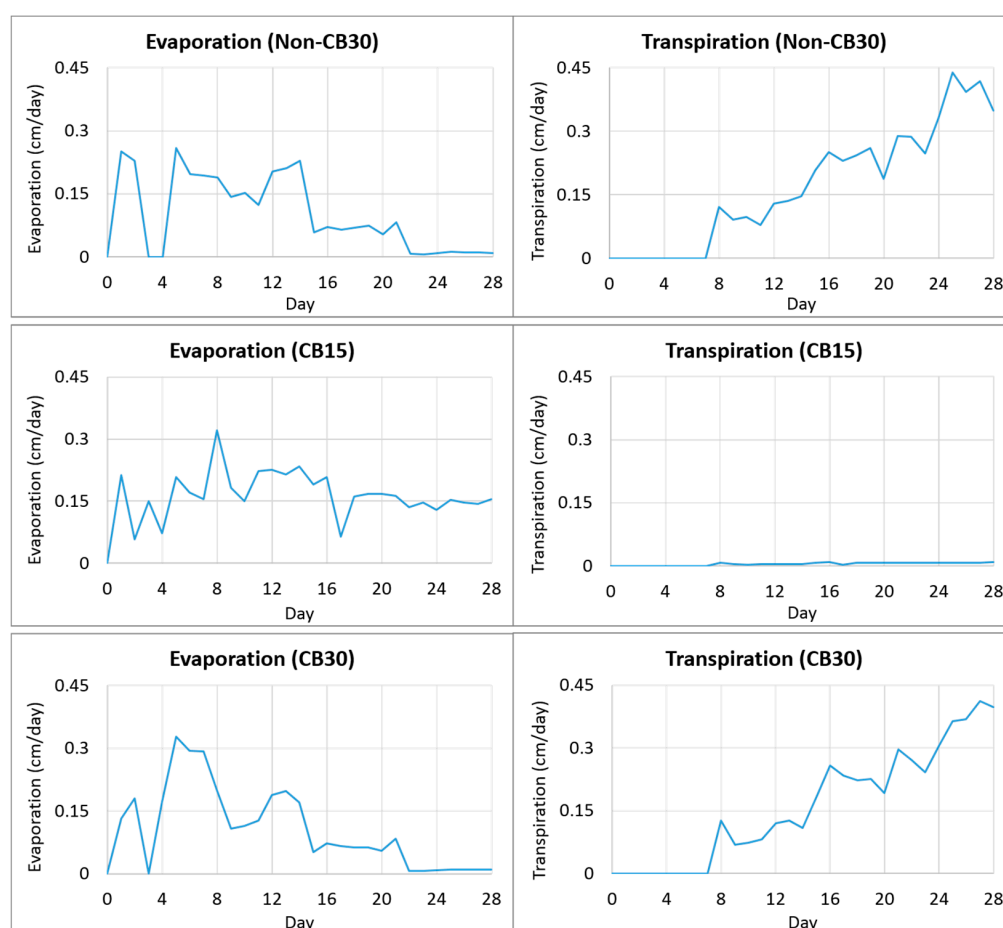 Evaporation (Non-CB30)
Evaporation (cm/day)
0.45
0.3
0.15
0
0 4 8 12 16 20 24 28
Day
Transpiration (Non-CB30)
Transpiration (cm/day)
0.45
0.3
0.15
0
0 4 8 12 16 20 24 28
Day
Evaporation (CB15)
Evaporation (cm/day)
0.45
0.3
0.15
0
0 4 8 12 16 20 24 28
Day
Transpiration (CB15)
Transpiration (cm/day)
0.45
0.3
0.15
0
0 4 8 12 16 20 24 28
Day
Evaporation (CB30)
Evaporation (cm/day)
0.45
0.3
0.15
0
0 4 8 12 16 20 24 28
Day
Transpiration (CB30)
Transpiration (cm/day)
0.45
0.3
0.15
0
0 4 8 12 16 20 24 28
Day